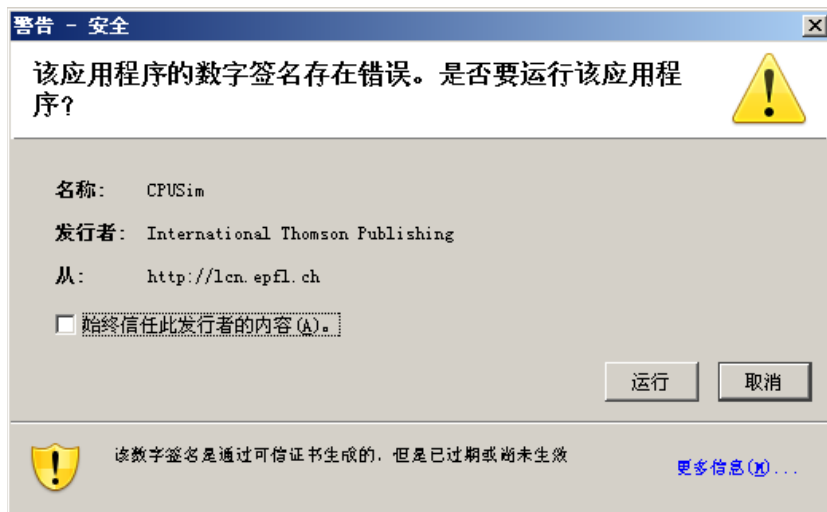 警告 - 安全
该应用程序的数字签名存在错误。是否要运行该应用程
序?
名称: CPUSim
发行者: International Thomson Publishing
从: http://lcn.epfl.ch
始终信任此发行者的内容(A)。
运行 取消
该数字签名是通过可信证书生成的, 但是已过期或尚未生效
更多信息(M)...